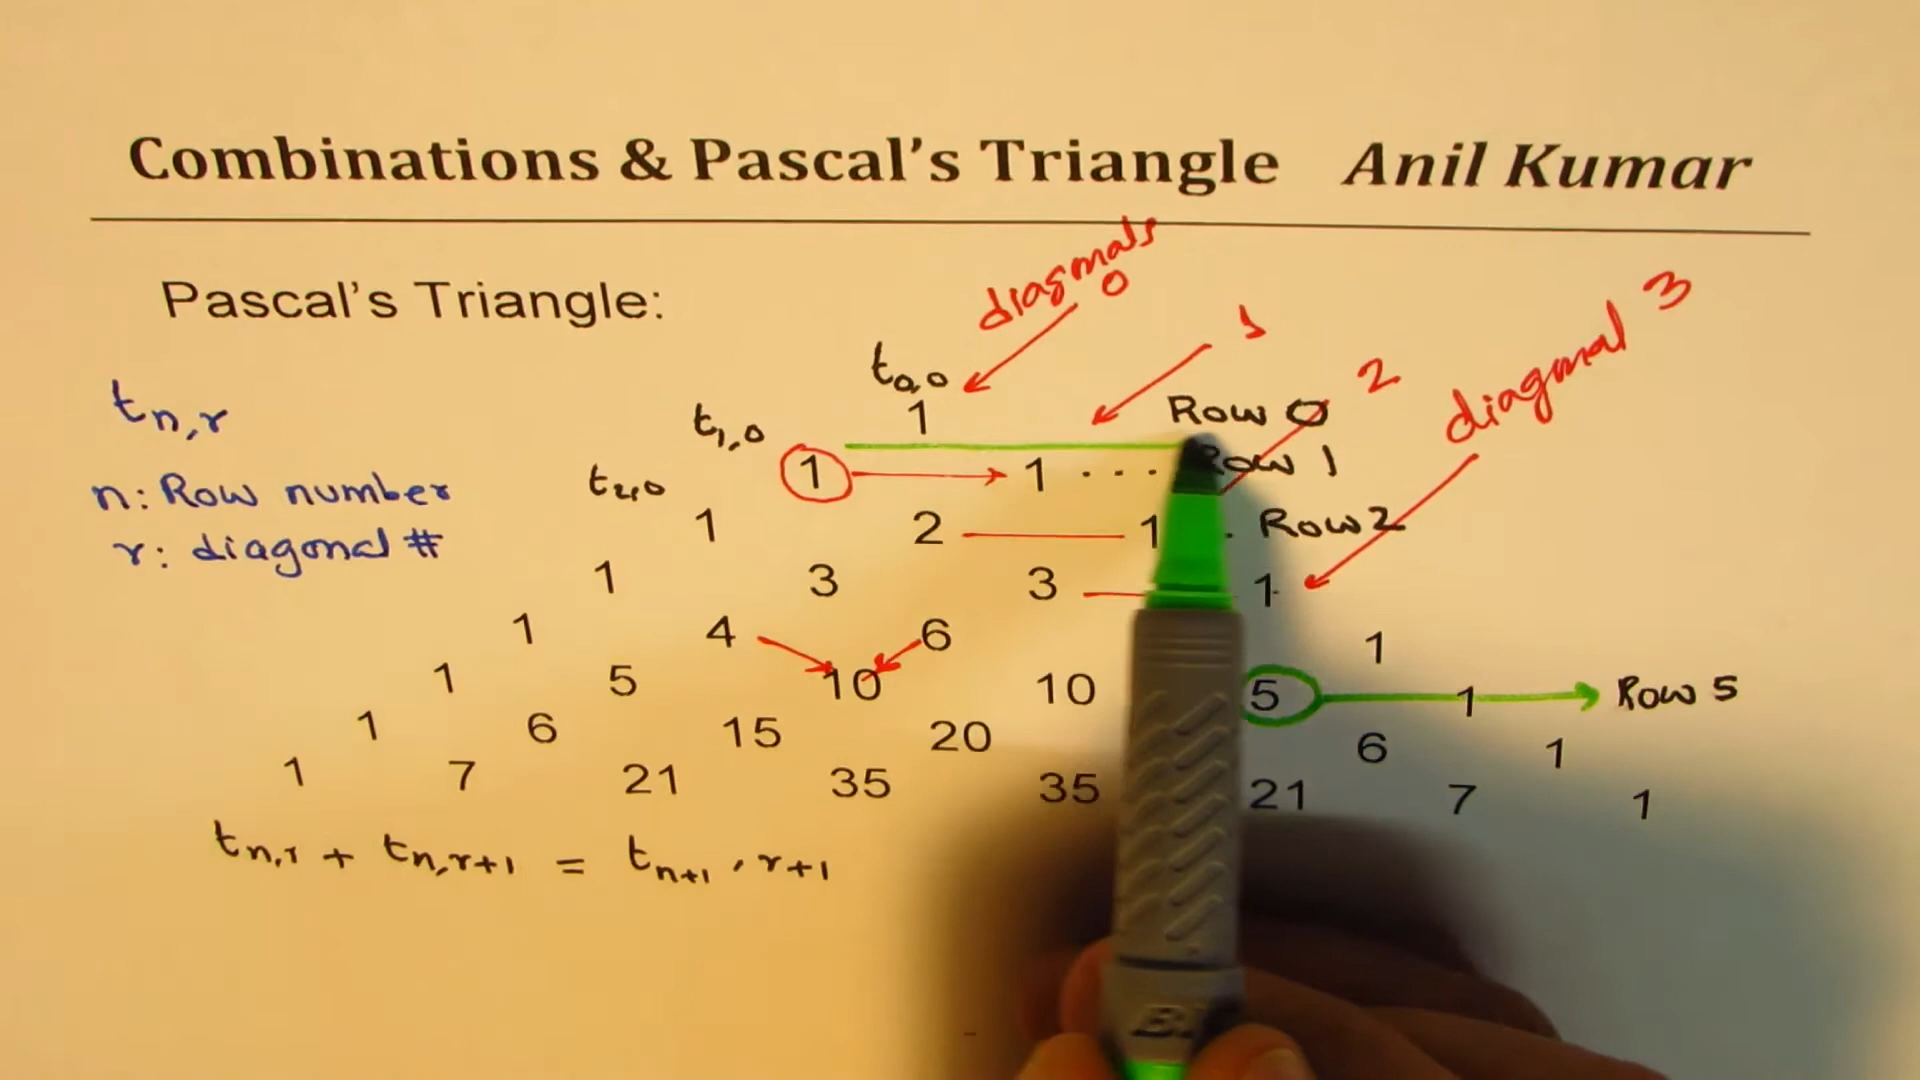 Combinations & Pascal's Triangle Anil Kumar
Pascal's Triangle:
diagonals
0
1
2
diagonal 3
t0,0
tn,r
t1,0
1 Row 0
n: Row number
t2,0
1 1 ... Row 1
r: diagonal #
1 2 1 . Row 2
1 3 3 1
1 4 6 1
1 5 10 10 5 1 Row 5
1 6 15 20 6 1
1 7 21 35 35 21 7 1
tn,r + tn,r+1 = tn+1,r+1